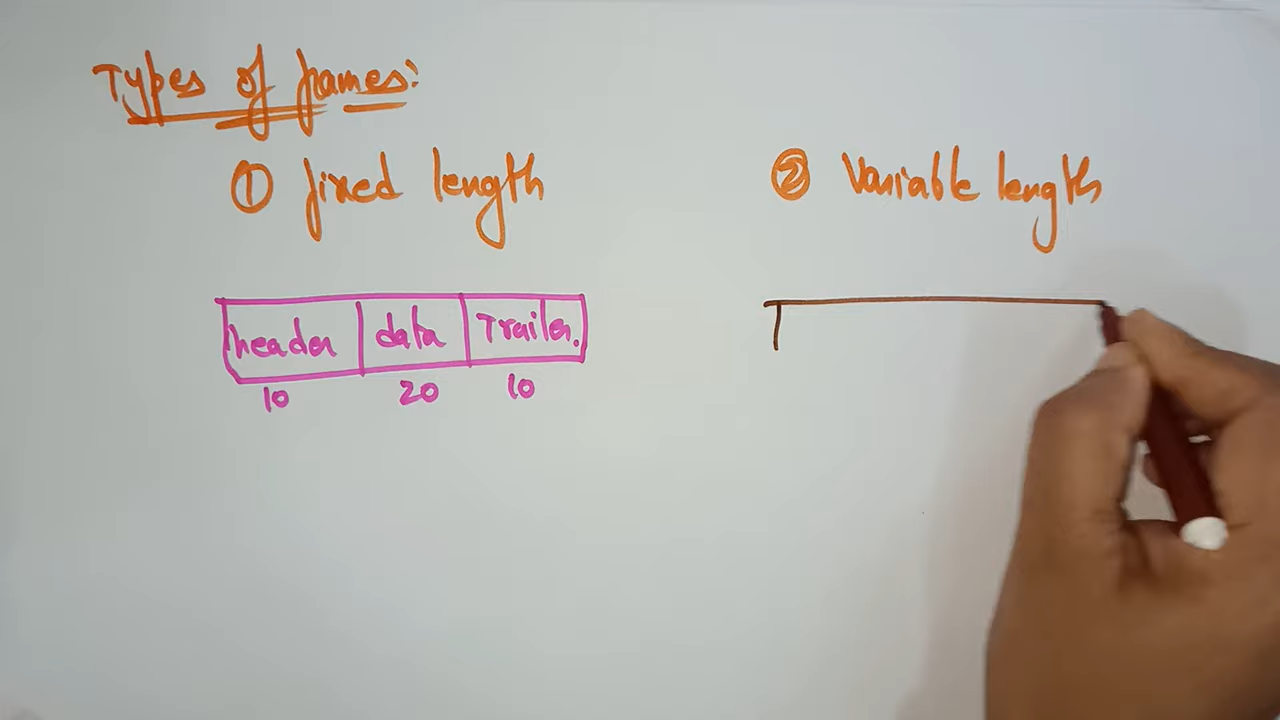 Types of frames:
① fixed length
② Variable length
header data Trailer.
10 20 10